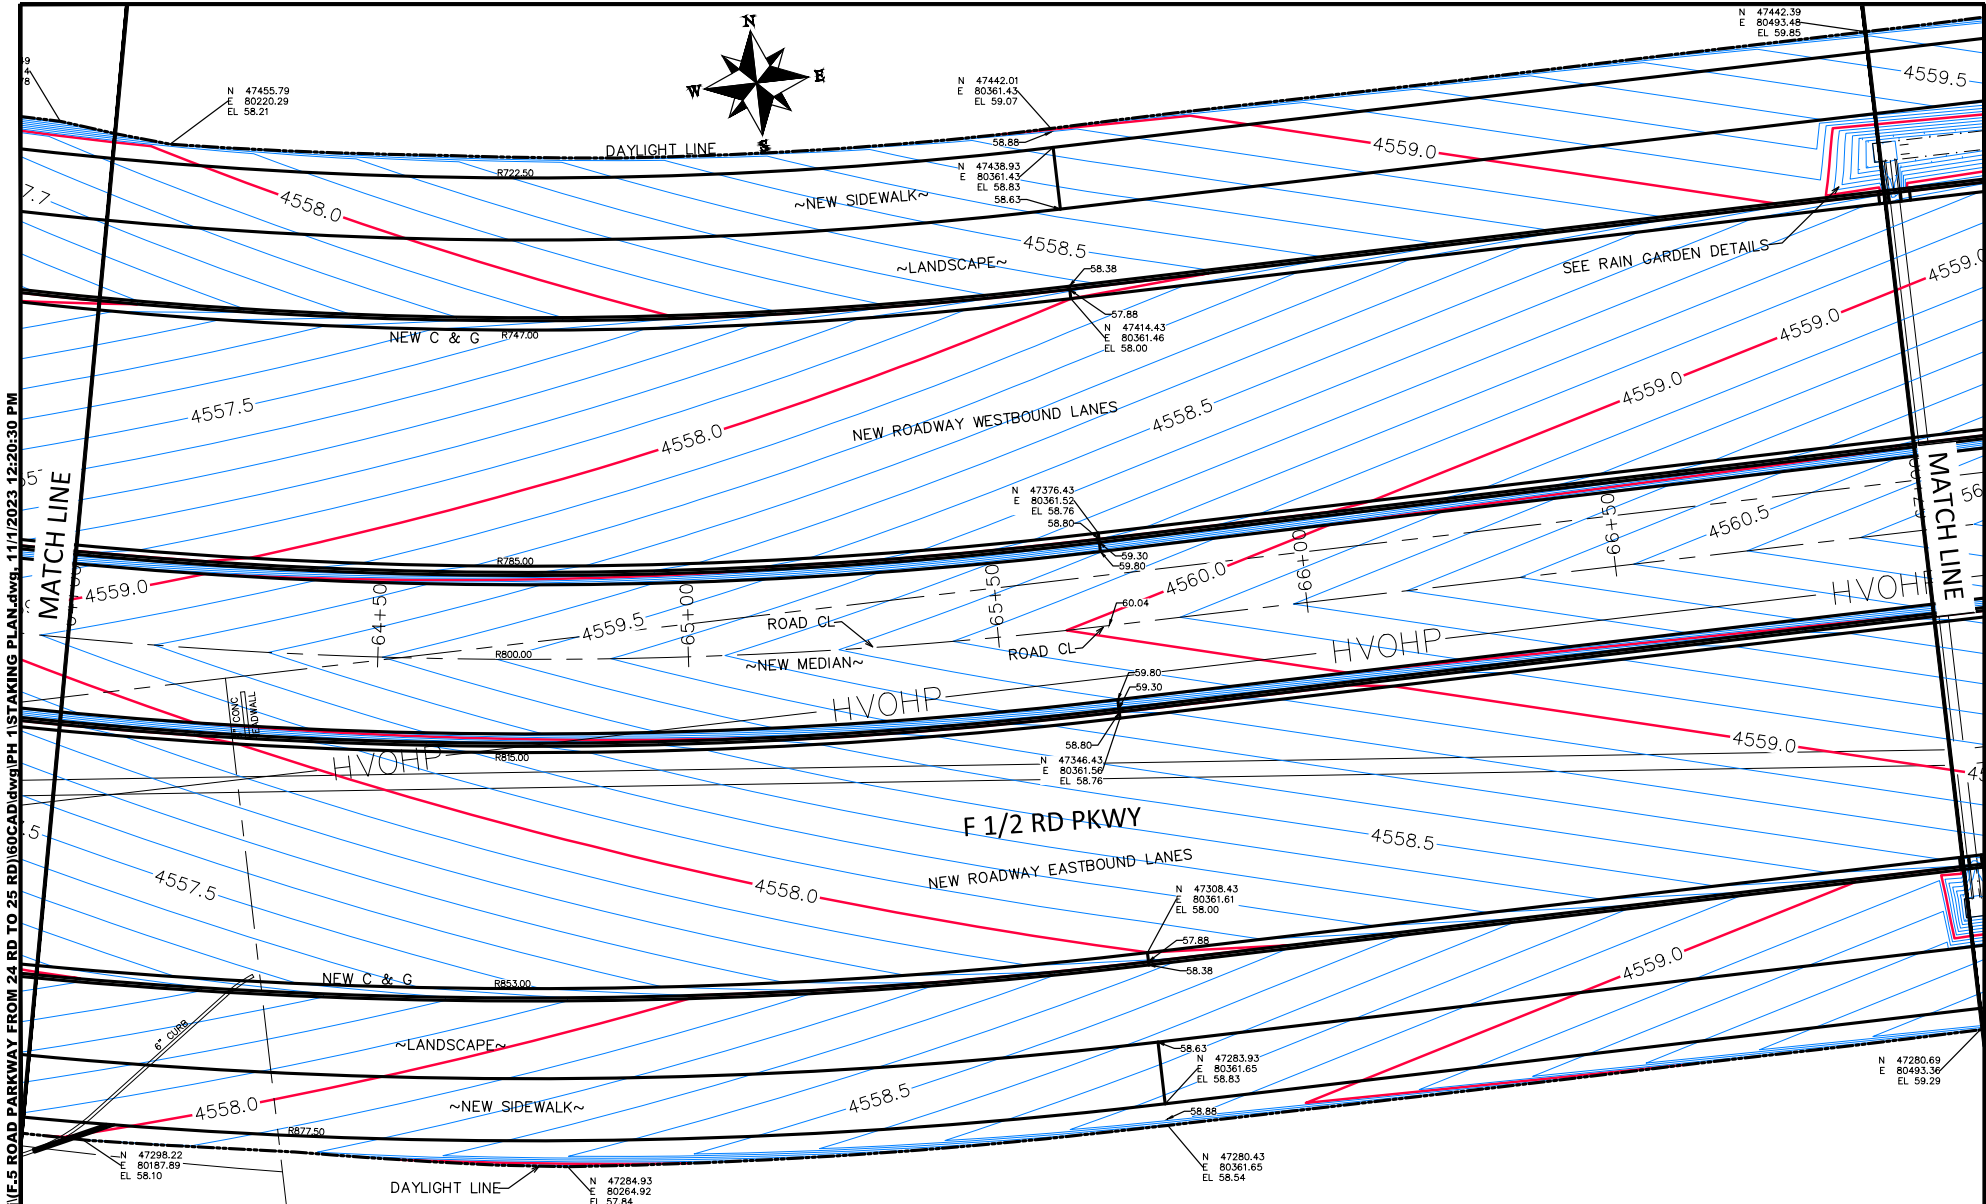 N
W
E
S
N 47455.79
E 80220.29
EL 58.21
DAYLIGHT LINE
N 47442.01
E 80361.43
EL 59.07
58.88
N 47438.93
E 80361.43
EL 58.83
58.63
N 47442.39
E 80493.48
EL 59.85
4559.5
4559.0
R722.50
~NEW SIDEWALK~
4558.0
7.7
4558.5
~LANDSCAPE~
58.38
SEE RAIN GARDEN DETAILS
4559.0
57.88
N 47414.43
E 80361.46
EL 58.00
NEW C & G
R747.00
4559.0
4559.0
4557.5
4558.0
NEW ROADWAY WESTBOUND LANES
4558.5
MATCH LINE
MATCH LINE
N 47376.43
E 80361.52
EL 58.76
58.80
59.30
59.80
R785.00
66+50
4560.5
56
66+00
4560.0
65+50
65+00
64+50
4559.0
4559.5
ROAD CL
60.04
ROAD CL
R800.00
~NEW MEDIAN~
HVOHP
HVOHP
HVOHP
HVOHP
59.80
59.30
58.80
N 47346.43
E 80361.56
EL 58.76
R815.00
" CONC
EADWALL
4559.0
F 1/2 RD PKWY
4558.5
NEW ROADWAY EASTBOUND LANES
4557.5
4558.0
N 47308.43
E 80361.61
EL 58.00
57.88
58.38
NEW C & G
R853.00
4559.0
6" CURB
~LANDSCAPE~
58.63
N 47283.93
E 80361.65
EL 58.83
58.88
N 47280.69
E 80493.36
EL 59.29
4558.0
~NEW SIDEWALK~
4558.5
R877.50
N 47298.22
E 80187.89
EL 58.10
DAYLIGHT LINE
N 47284.93
E 80264.92
EL 57.84
N 47280.43
E 80361.65
EL 58.54
\(F.5 ROAD PARKWAY FROM 24 RD TO 25 RD)\60CAD\dwg\PH 1\STAKING PLAN.dwg, 11/1/2023 12:20:30 PM